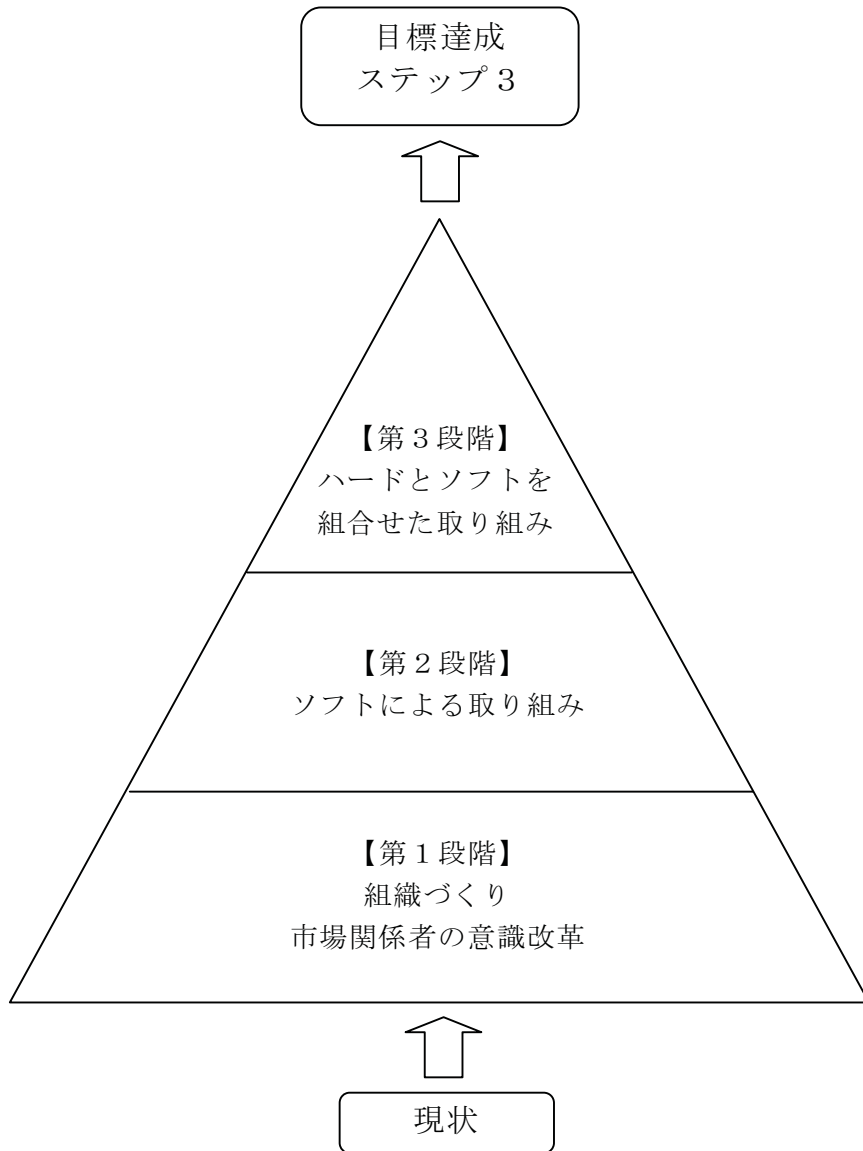 目標達成
ステップ３
【第３段階】
ハードとソフトを
組合せた取り組み
【第２段階】
ソフトによる取り組み
【第１段階】
組織づくり
市場関係者の意識改革
現状